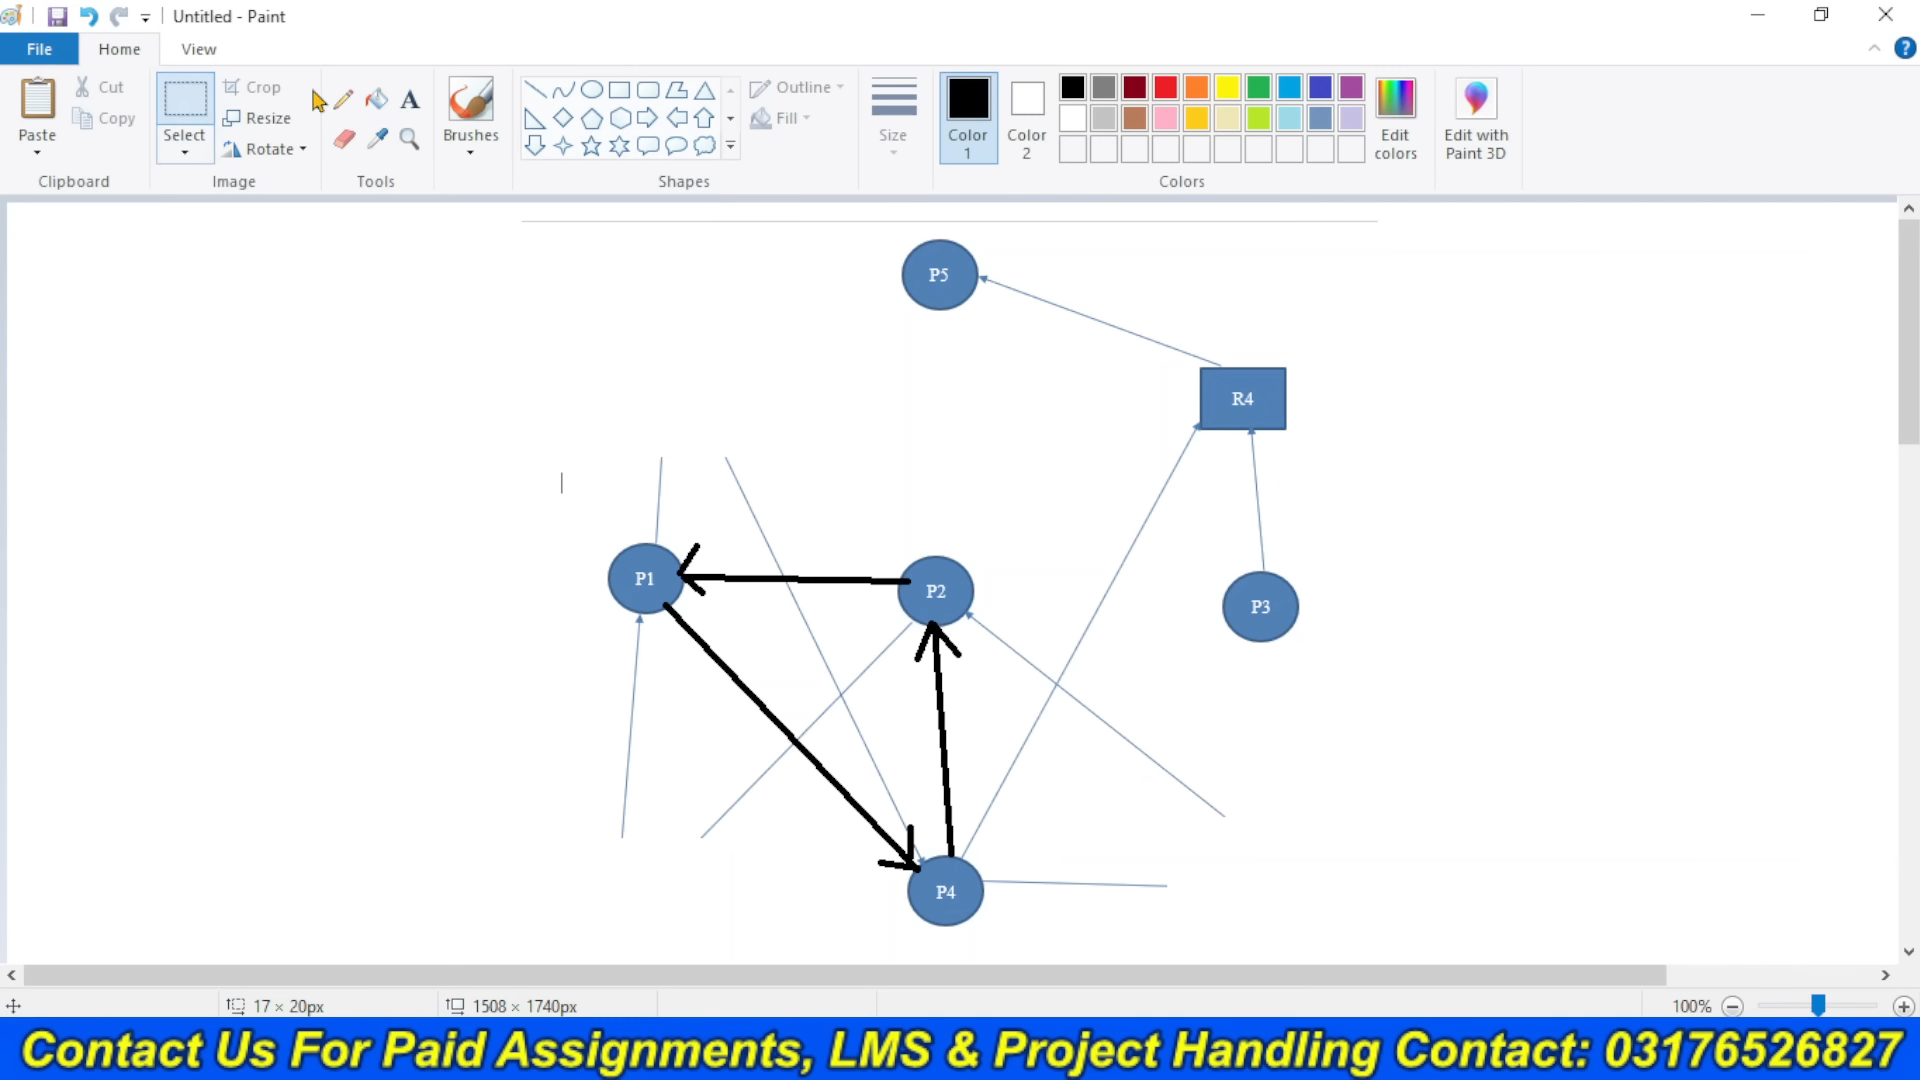 Untitled - Paint
File
Home
View
Paste
Cut
Copy
Clipboard
Select
Crop
Resize
Rotate
Image
A
Tools
Brushes
Shapes
Outline
Fill
Size
Color
1
Color
2
Colors
Edit
colors
Edit with
Paint 3D
P5
R4
P1
P2
P3
P4
17 × 20px
1508 × 1740px
100%
Contact Us For Paid Assignments, LMS & Project Handling Contact: 03176526827